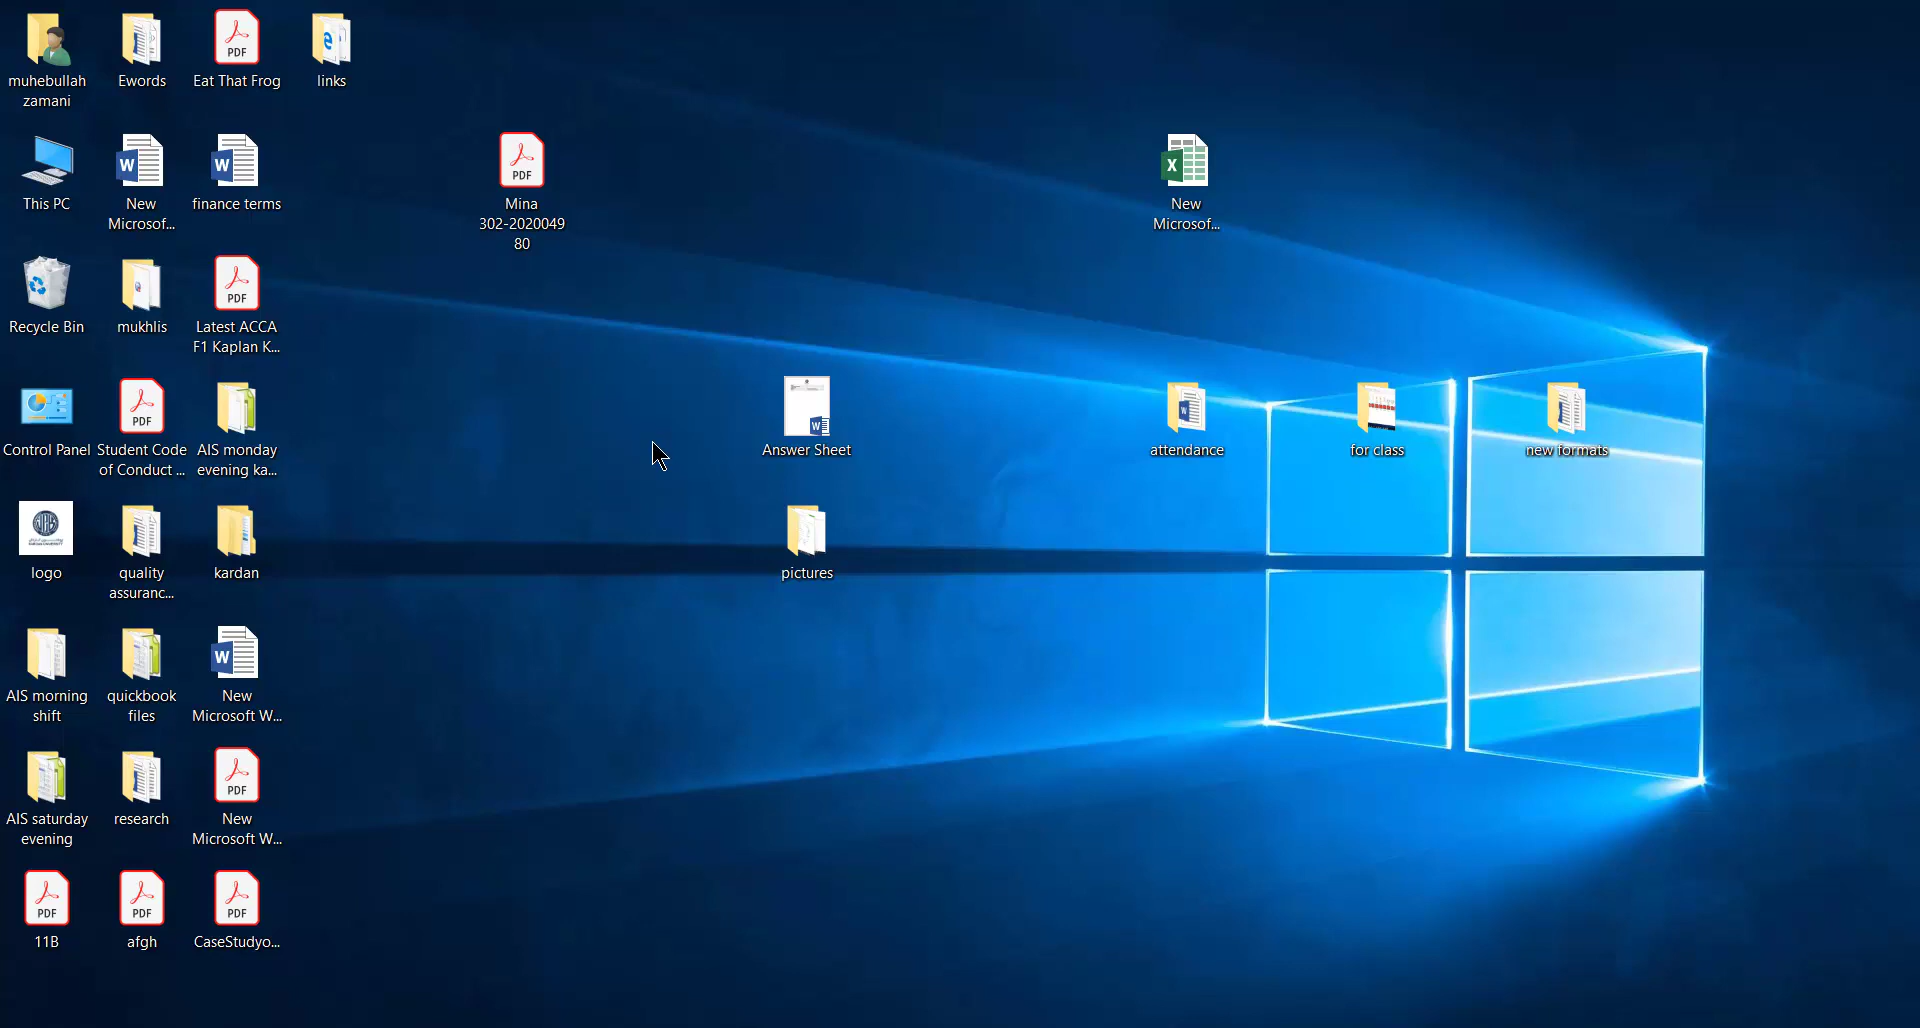 muhebullah
zamani
Ewords
PDF
Eat That Frog
links
This PC
W
New
Microsof...
W
finance terms
PDF
Mina
302-2020049
80
X
New
Microsof...
Recycle Bin
mukhlis
PDF
Latest ACCA
F1 Kaplan K...
Control Panel
PDF
Student Code
of Conduct ...
AIS monday
evening ka...
W
Answer Sheet
W
attendance
for class
new formats
logo
quality
assuranc...
kardan
pictures
AIS morning
shift
quickbook
files
W
New
Microsoft W...
AIS saturday
evening
research
PDF
New
Microsoft W...
PDF
11B
PDF
afgh
PDF
CaseStudyo...